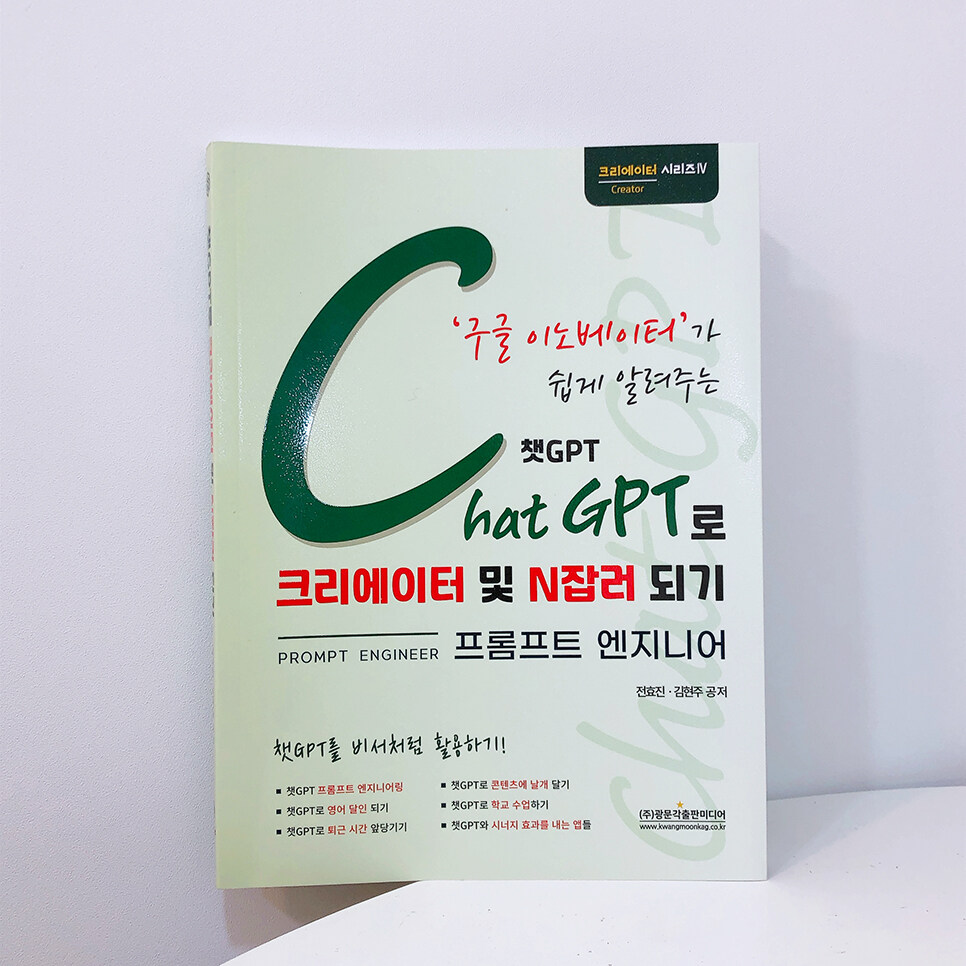 크리에이터 시리즈Ⅳ
Creator
'구글 이노베이터'가
쉽게 알려주는
챗GPT
Chat GPT로
크리에이터 및 N잡러 되기
PROMPT ENGINEER 프롬프트 엔지니어
전효진 · 김현주 공저
챗GPT를 비서처럼 활용하기!
■ 챗GPT 프롬프트 엔지니어링
■ 챗GPT로 영어 달인 되기
■ 챗GPT로 퇴근 시간 앞당기기
■ 챗GPT로 콘텐츠에 날개 달기
■ 챗GPT로 학교 수업하기
■ 챗GPT와 시너지 효과를 내는 앱들
(주)광문각출판미디어
www.kwangmoonkag.co.kr
Chat GPT